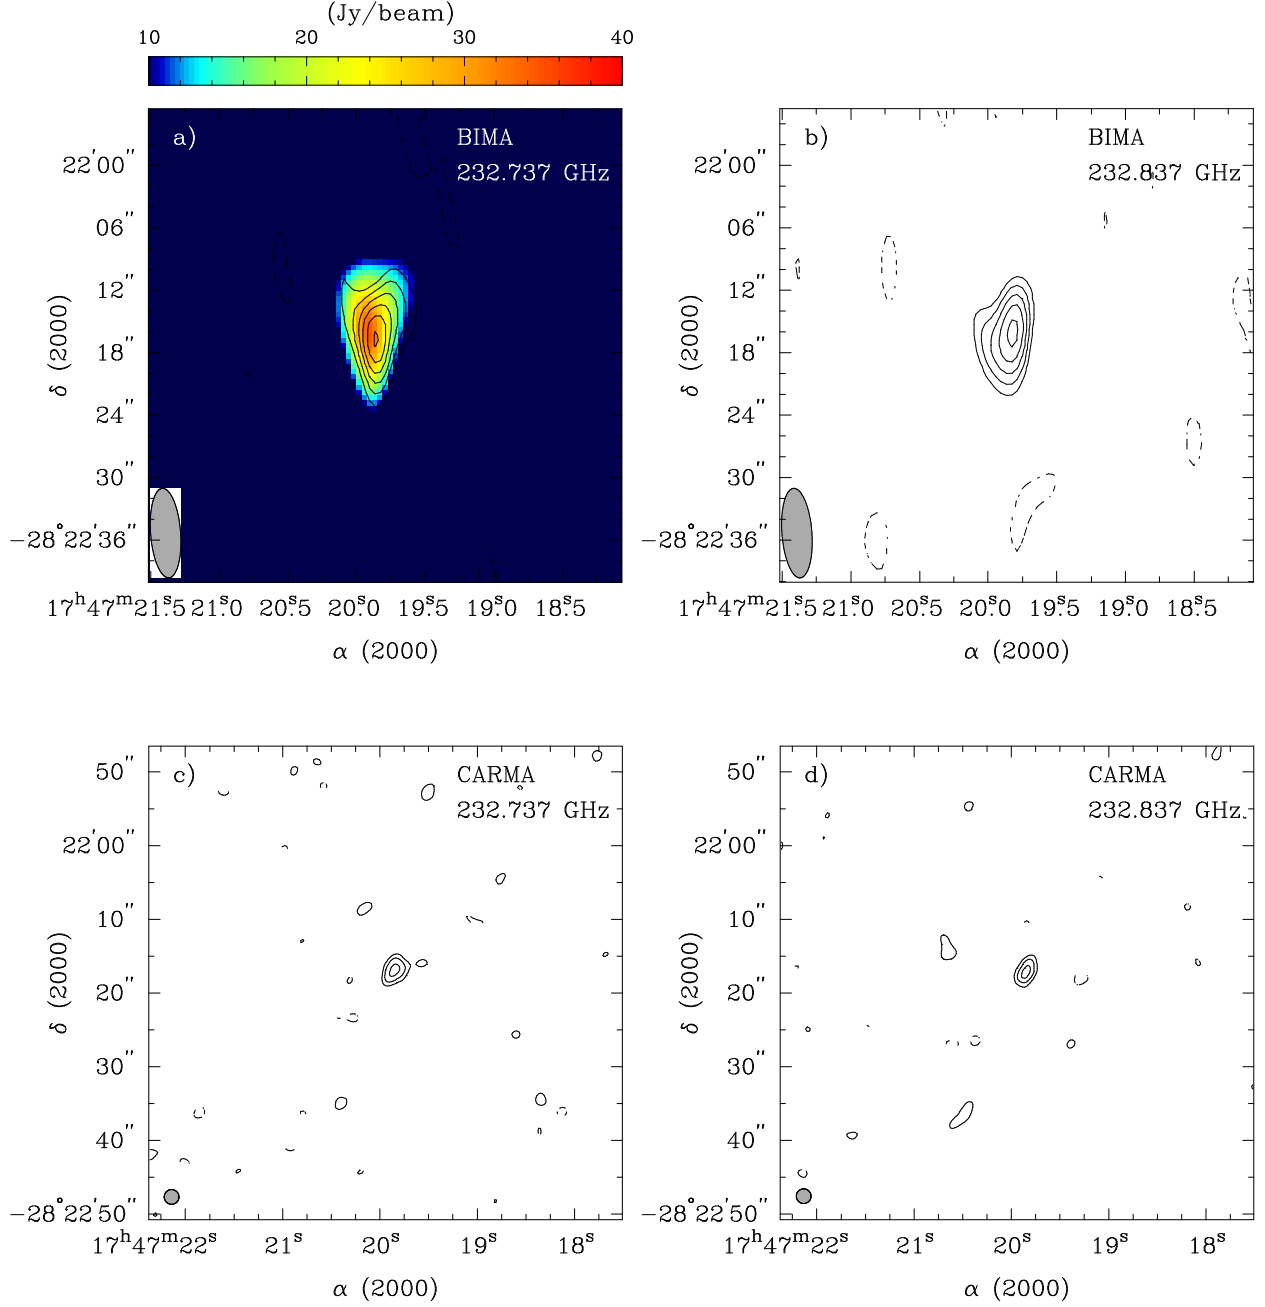 (Jy/beam)
10 20 30 40
a) BIMA
232.737 GHz
22'00"
06"
12"
18"
24"
30"
−28°22'36"
δ (2000)
17ʰ47ᵐ21ˢ.5 21ˢ.0 20ˢ.5 20ˢ.0 19ˢ.5 19ˢ.0 18ˢ.5
α (2000)
b) BIMA
232.837 GHz
22'00"
06"
12"
18"
24"
30"
−28°22'36"
δ (2000)
17ʰ47ᵐ21ˢ.5 21ˢ.0 20ˢ.5 20ˢ.0 19ˢ.5 19ˢ.0 18ˢ.5
α (2000)
c) CARMA
232.737 GHz
50"
22'00"
10"
20"
30"
40"
−28°22'50"
δ (2000)
17ʰ47ᵐ22ˢ 21ˢ 20ˢ 19ˢ 18ˢ
α (2000)
d) CARMA
232.837 GHz
50"
22'00"
10"
20"
30"
40"
−28°22'50"
δ (2000)
17ʰ47ᵐ22ˢ 21ˢ 20ˢ 19ˢ 18ˢ
α (2000)